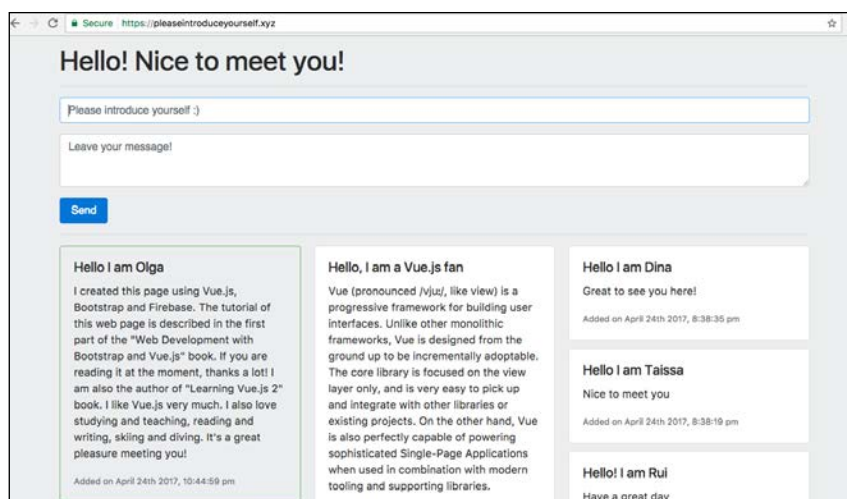 Secure https://pleaseintroduceyourself.xyz
Hello! Nice to meet you!
Please introduce yourself :)
Leave your message!
Send
Hello I am Olga
I created this page using Vue.js,
Bootstrap and Firebase. The tutorial of
this web page is described in the first
part of the "Web Development with
Bootstrap and Vue.js" book. If you are
reading it at the moment, thanks a lot! I
am also the author of "Learning Vue.js 2"
book. I like Vue.js very much. I also love
studying and teaching, reading and
writing, skiing and diving. It's a great
pleasure meeting you!
Added on April 24th 2017, 10:44:59 pm
Hello, I am a Vue.js fan
Vue (pronounced /vjuː/, like view) is a
progressive framework for building user
interfaces. Unlike other monolithic
frameworks, Vue is designed from the
ground up to be incrementally adoptable.
The core library is focused on the view
layer only, and is very easy to pick up
and integrate with other libraries or
existing projects. On the other hand, Vue
is also perfectly capable of powering
sophisticated Single-Page Applications
when used in combination with modern
tooling and supporting libraries.
Hello I am Dina
Great to see you here!
Added on April 24th 2017, 8:38:35 pm
Hello I am Taissa
Nice to meet you
Added on April 24th 2017, 8:38:19 pm
Hello! I am Rui
Have a great day